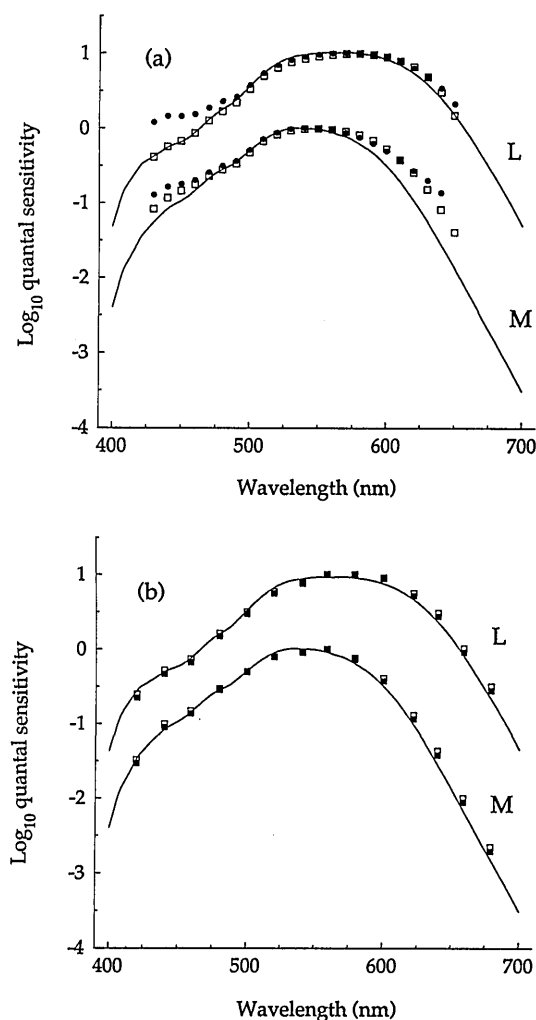 (a)
1
0
-1
-2
-3
-4
Log10 quantal sensitivity
L
M
400 500 600 700
Wavelength (nm)
(b)
1
0
-1
-2
-3
-4
Log10 quantal sensitivity
L
M
400 500 600 700
Wavelength (nm)